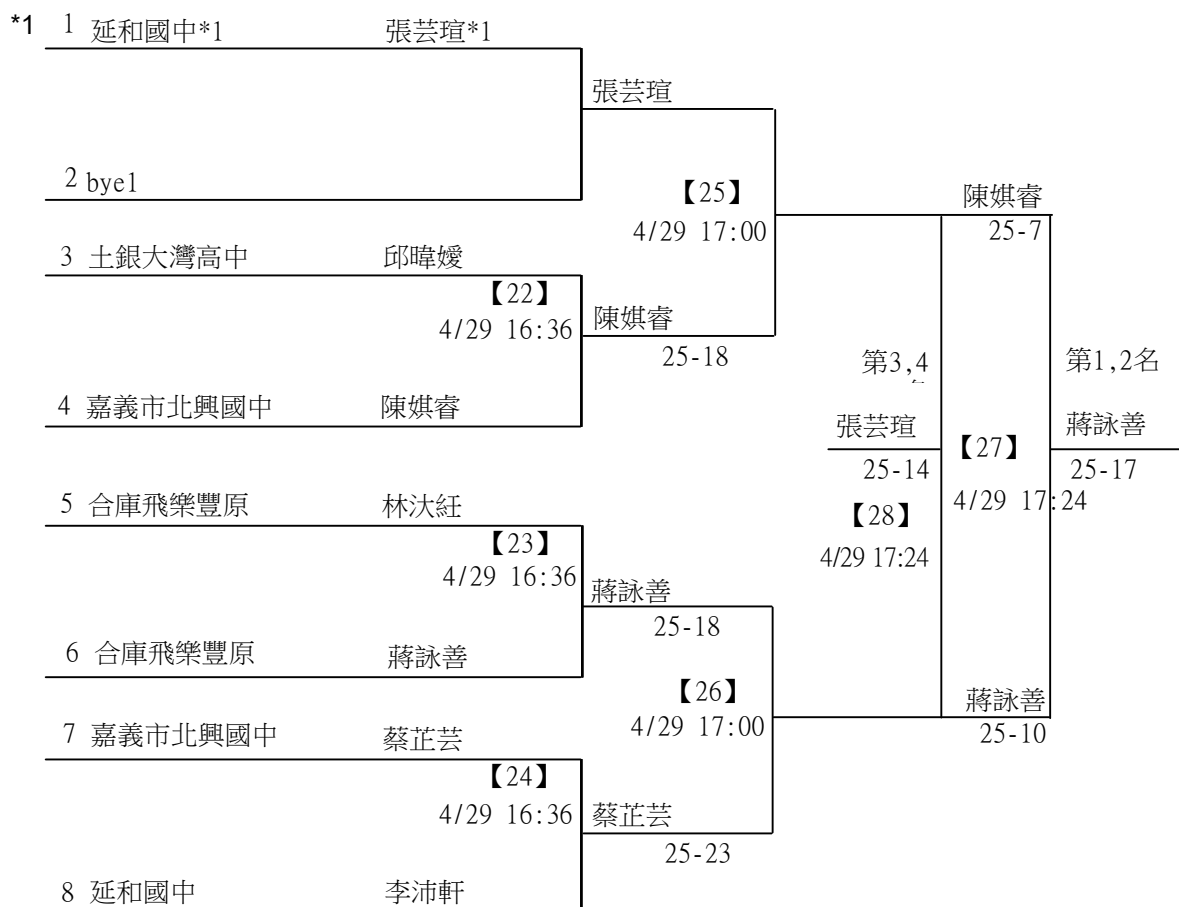 *1 1 延和國中*1 張芸瑄*1
張芸瑄
2 bye1
【25】
4/29 17:00
陳娸睿
25-7
3 土銀大灣高中 邱暐嫒
【22】
4/29 16:36
陳娸睿
25-18
4 嘉義市北興國中 陳娸睿
第3,4
第1,2名
張芸瑄
25-14
【28】
4/29 17:24
【27】
4/29 17:24
蔣詠善
25-17
5 合庫飛樂豐原 林汏紝
【23】
4/29 16:36
蔣詠善
25-18
6 合庫飛樂豐原 蔣詠善
【26】
4/29 17:00
蔣詠善
25-10
7 嘉義市北興國中 蔡芷芸
【24】
4/29 16:36
蔡芷芸
25-23
8 延和國中 李沛軒